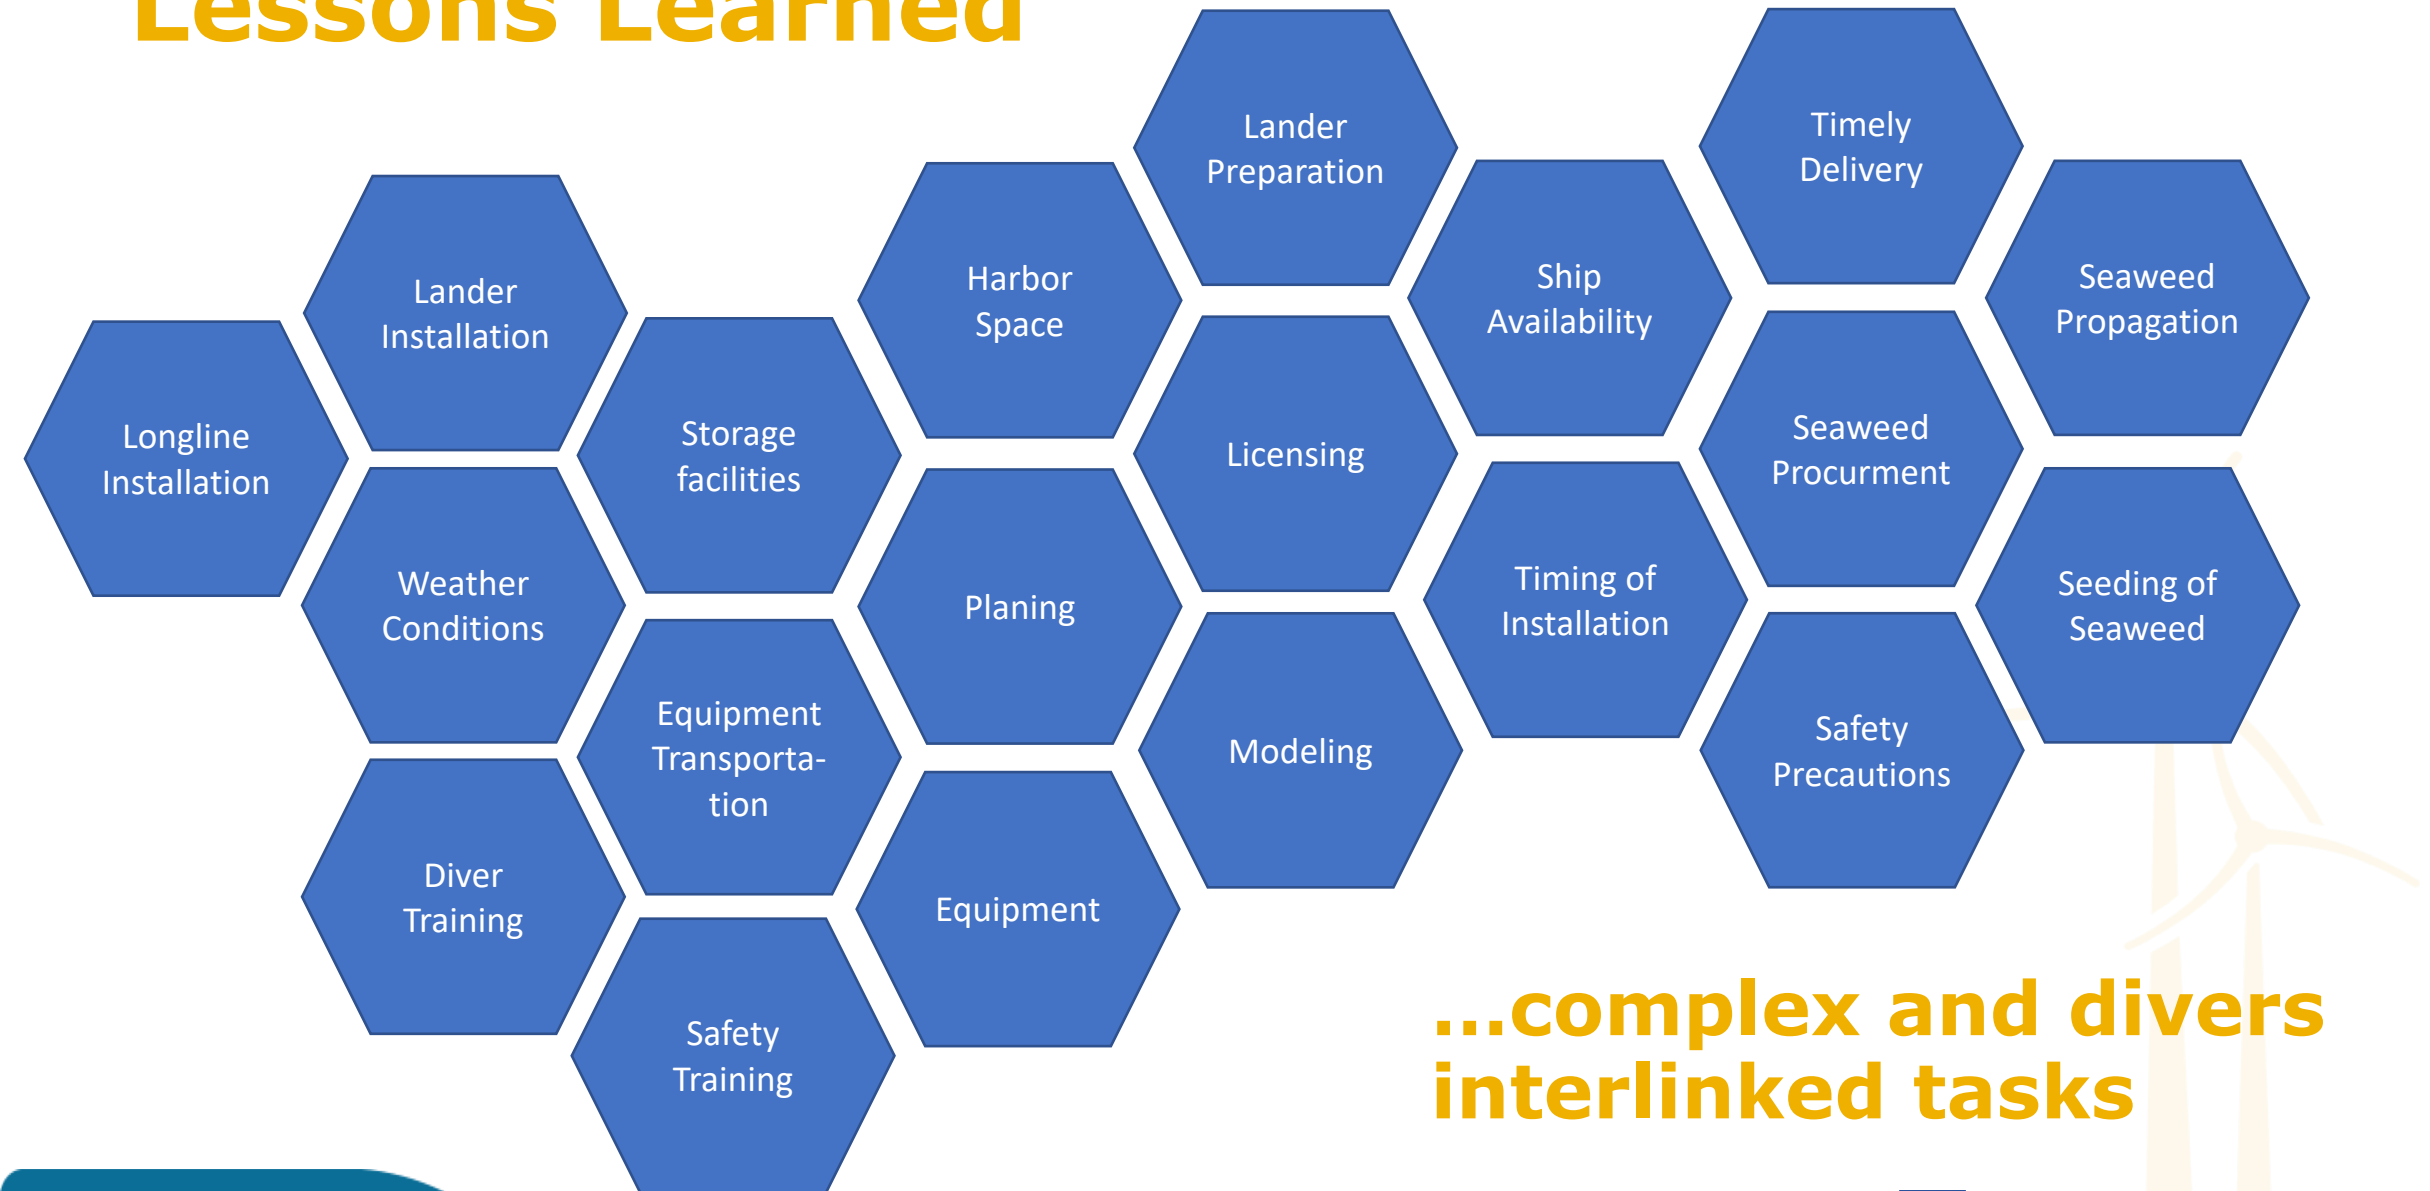 Lessons Learned
Lander
Preparation
Timely
Delivery
Harbor
Space
Ship
Availability
Seaweed
Propagation
Lander
Installation
Longline
Installation
Storage
facilities
Licensing
Seaweed
Procurment
Weather
Conditions
Planing
Timing of
Installation
Seeding of
Seaweed
Equipment
Transporta-
tion
Modeling
Safety
Precautions
Diver
Training
Equipment
Safety
Training
...complex and divers
interlinked tasks